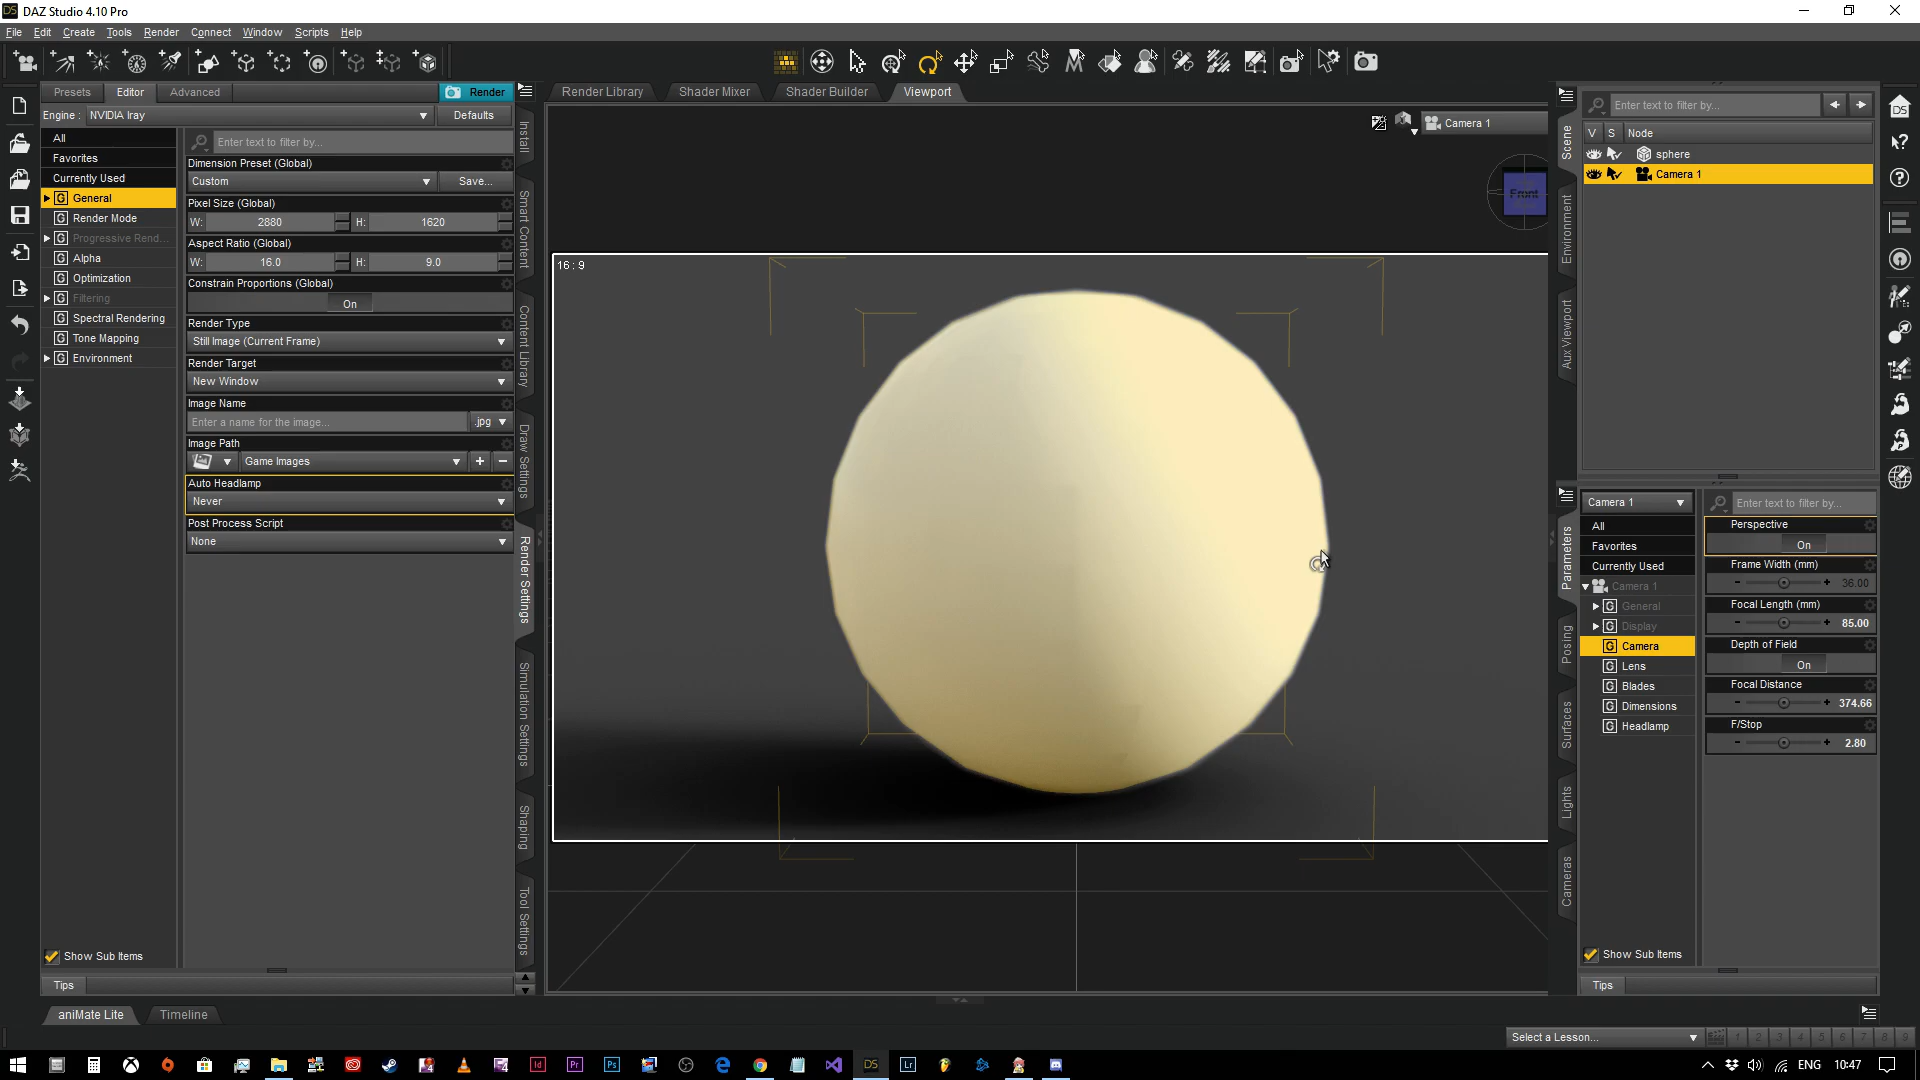 DAZ Studio 4.10 Pro
File Edit Create Tools Render Connect Window Scripts Help
Presets Editor Advanced Render
Engine : NVIDIA Iray Defaults
All
Favorites
Currently Used
General
Render Mode
Progressive Rend...
Alpha
Optimization
Filtering
Spectral Rendering
Tone Mapping
Environment
Show Sub Items
Tips
Enter text to filter by...
Dimension Preset (Global)
Custom Save...
Pixel Size (Global)
W: 2880 H: 1620
Aspect Ratio (Global)
W: 16.0 H: 9.0
Constrain Proportions (Global)
On
Render Type
Still Image (Current Frame)
Render Target
New Window
Image Name
Enter a name for the image... .jpg
Image Path
Game Images
Auto Headlamp
Never
Post Process Script
None
Install
Smart Content
Content Library
Draw Settings
Render Settings
Simulation Settings
Shaping
Tool Settings
Render Library Shader Mixer Shader Builder Viewport
Camera 1
Front
16 : 9
Scene
Environment
Aux Viewport
Enter text to filter by...
V S Node
sphere
Camera 1
Parameters
Posing
Surfaces
Lights
Cameras
Camera 1
All
Favorites
Currently Used
Camera 1
General
Display
Camera
Lens
Blades
Dimensions
Headlamp
Show Sub Items
Tips
Enter text to filter by...
Perspective
On
Frame Width (mm)
36.00
Focal Length (mm)
85.00
Depth of Field
On
Focal Distance
374.66
F/Stop
2.80
aniMate Lite Timeline
Select a Lesson... 1 2 3 4 5 6 7 8 9
ENG 10:47